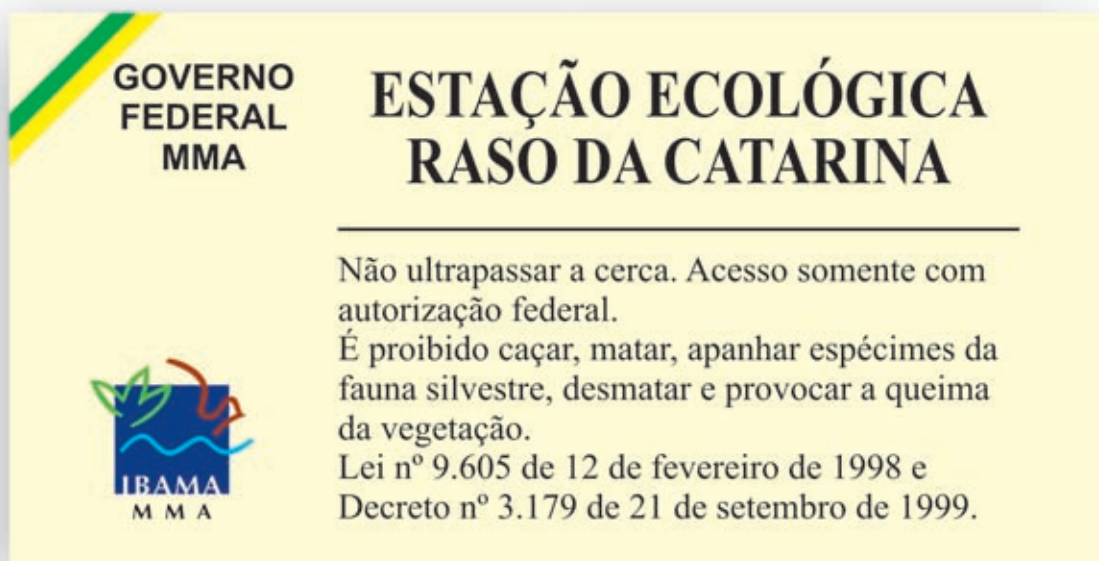 GOVERNO
FEDERAL
MMA
ESTAÇÃO ECOLÓGICA
RASO DA CATARINA
Não ultrapassar a cerca. Acesso somente com
autorização federal.
É proibido caçar, matar, apanhar espécimes da
fauna silvestre, desmatar e provocar a queima
da vegetação.
Lei nº 9.605 de 12 de fevereiro de 1998 e
Decreto nº 3.179 de 21 de setembro de 1999.
IBAMA
M M A